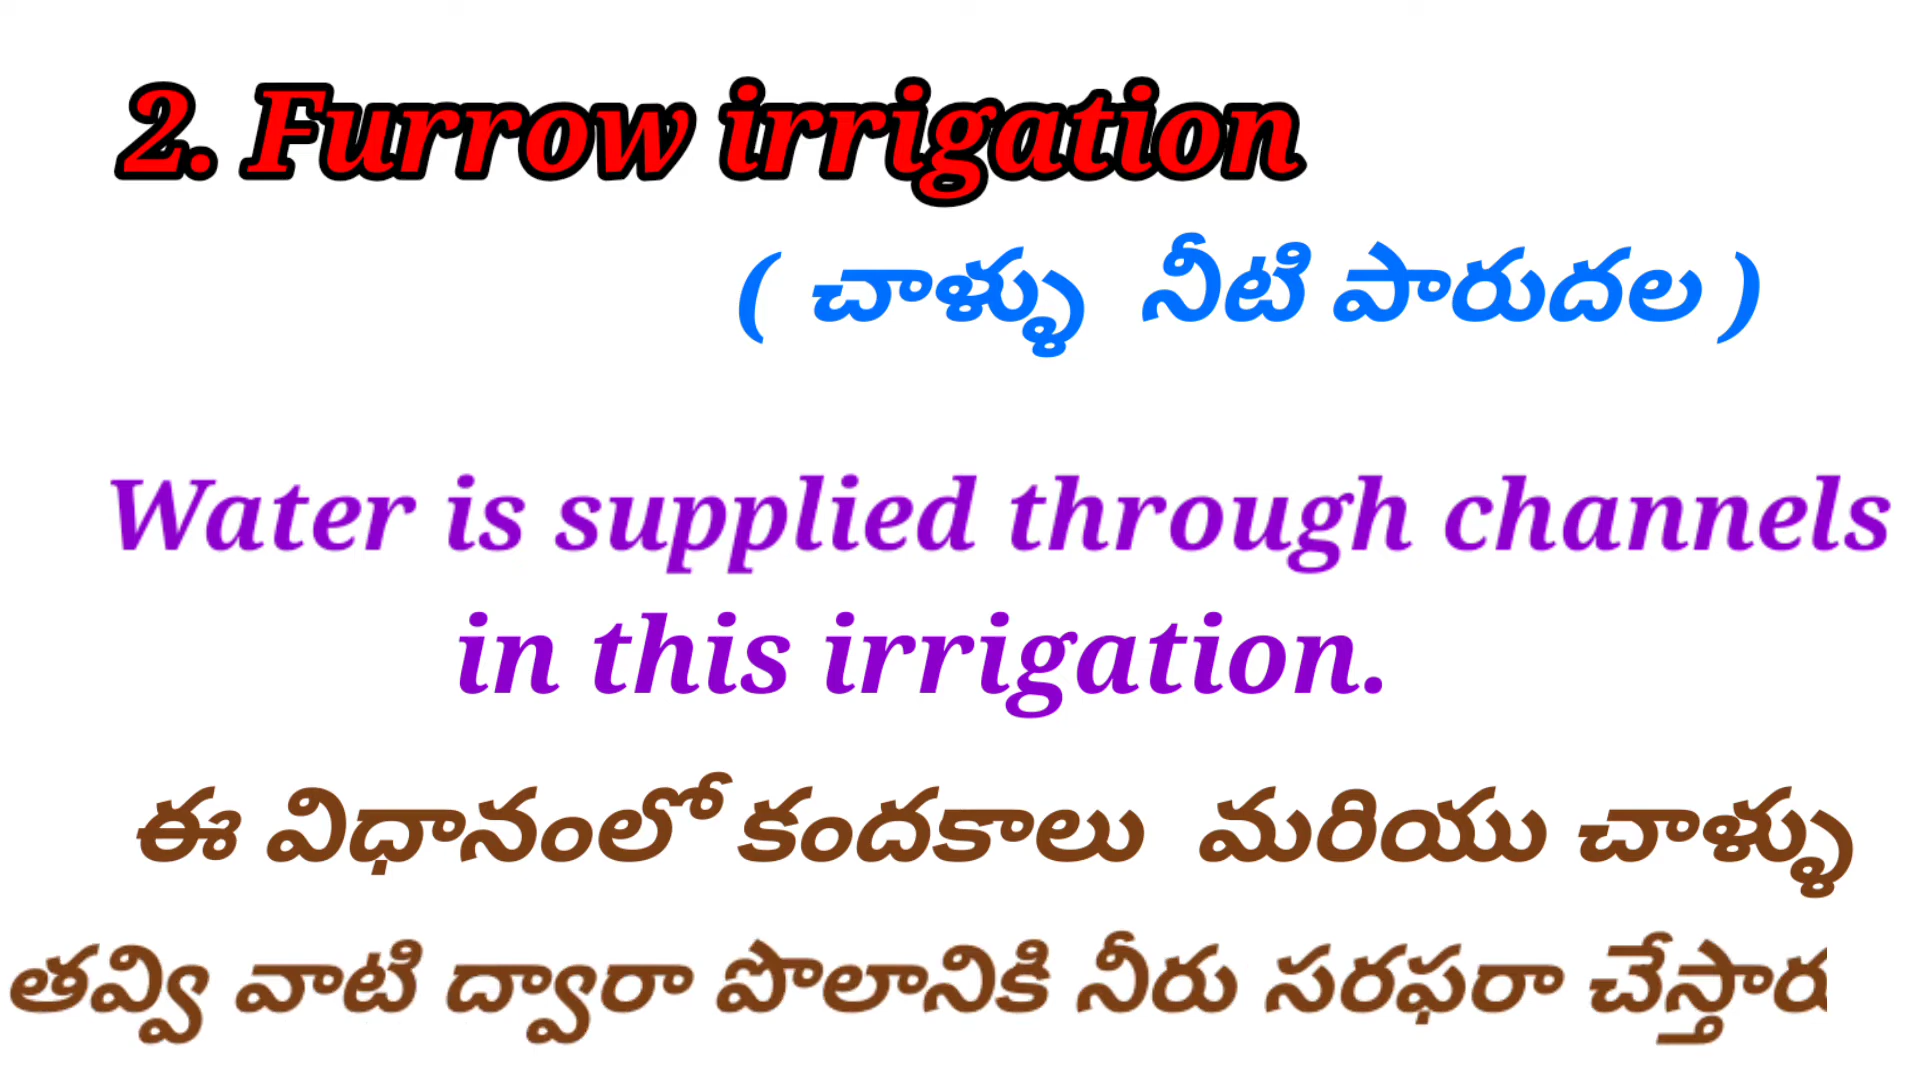 2. Furrow irrigation
( చాళ్ళు నీటి పారుదల )
Water is supplied through channels
in this irrigation.
ఈ విధానంలో కందకాలు మరియు చాళ్ళు
తవ్వి వాటి ద్వారా పొలానికి నీరు సరఫరా చేస్తారు